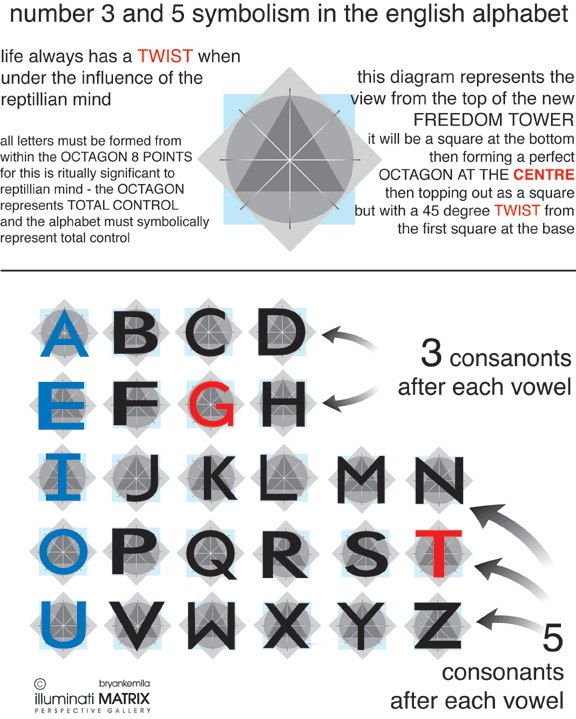 number 3 and 5 symbolism in the english alphabet
life always has a TWIST when
under the influence of the
reptillian mind
all letters must be formed from
within the OCTAGON 8 POINTS
for this is ritually significant to
reptillian mind - the OCTAGON
represents TOTAL CONTROL
and the alphabet must symbolically
represent total control
this diagram represents the
view from the top of the new
FREEDOM TOWER
it will be a square at the bottom
then forming a perfect
OCTAGON AT THE CENTRE
then topping out as a square
but with a 45 degree TWIST from
the first square at the base
A B C D
3 consanonts
after each vowel
E F G H
I J K L M N
O P Q R S T
U V W X Y Z
5
consonants
after each vowel
© bryankemila
illuminati MATRIX
PERSPECTIVE GALLERY